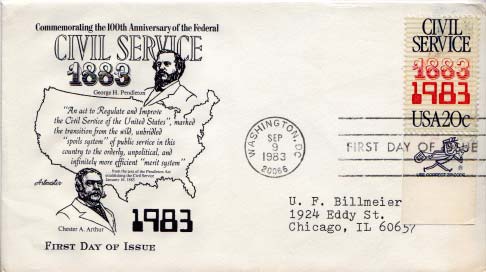 Commemorating the 100th Anniversary of the Federal
CIVIL SERVICE
1883
George H. Pendleton
"An act to Regulate and Improve
the Civil Service of the United States", marked
the transition from the wild, unbridled
"spoils system" of public service in this
country to the orderly, unpolitical, and
infinitely more efficient "merit system"
from the text of the Pendleton Act
establishing the Civil Service
January 16, 1883
Artmaster
Chester A. Arthur
1983
FIRST DAY OF ISSUE
WASHINGTON, DC
SEP
9
1983
20066
FIRST DAY OF ISSUE
CIVIL
SERVICE
1883
1983
USA 20c
USE CORRECT ZIP CODE
U. F. Billmeier
1924 Eddy St.
Chicago, IL 60657